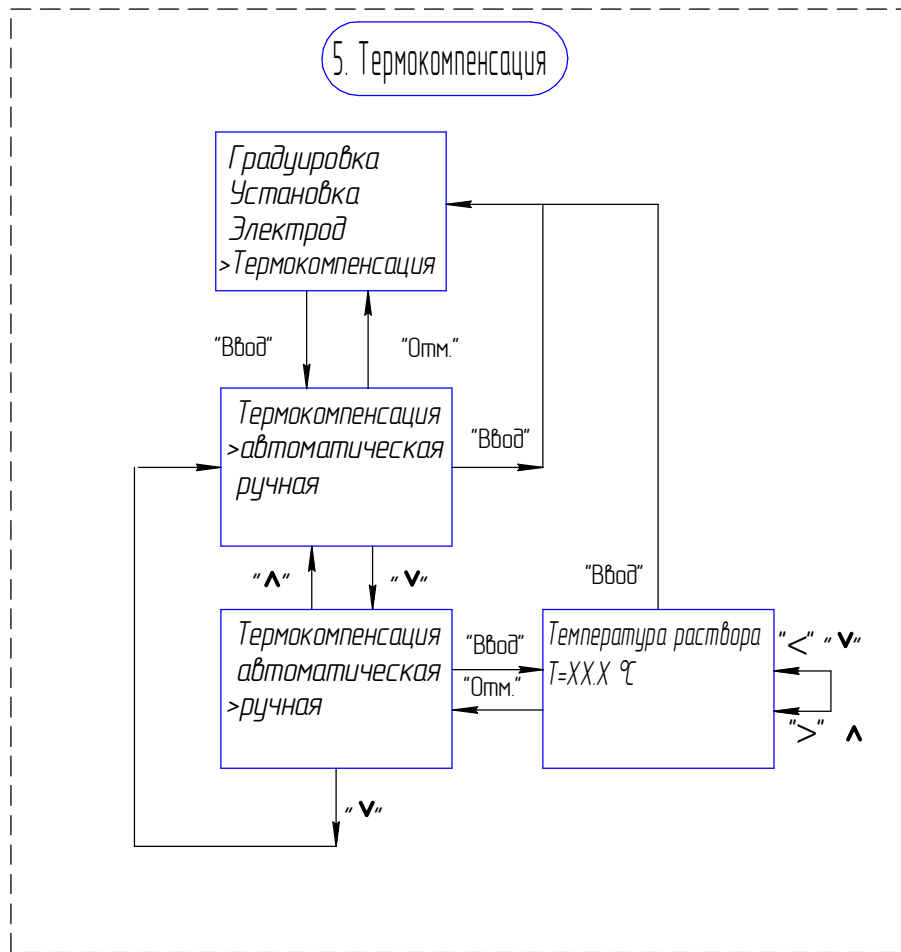 5. Термокомпенсация
Градуировка
Установка
Электрод
>Термокомпенсация
"Ввод"
"Отм."
Термокомпенсация
>автоматическая
ручная
"Ввод"
"∧"
"∨"
"Ввод"
Термокомпенсация
автоматическая
>ручная
"Ввод"
"Отм."
Температура раствора
Т=ХХ.Х °С
"<" "∨"
">" ∧
"∨"